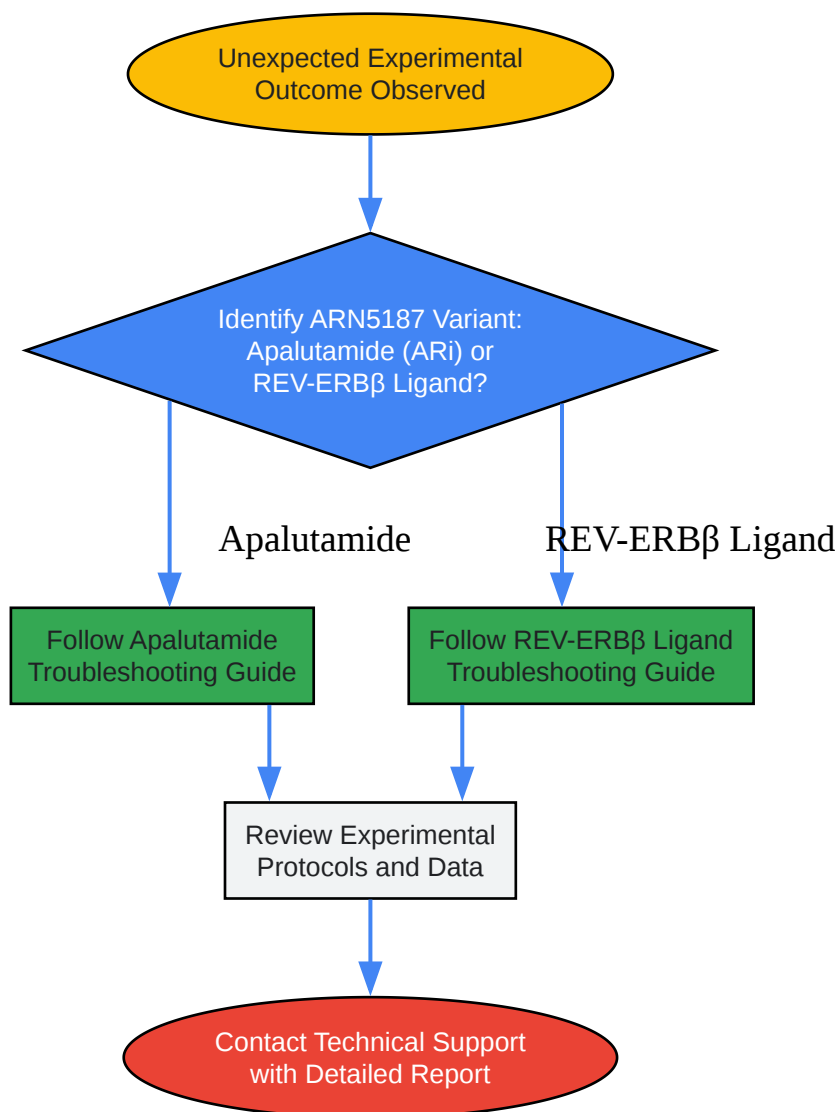 Unexpected Experimental
Outcome Observed
Identify ARN5187 Variant:
Apalutamide (ARi) or
REV-ERBβ Ligand?
Apalutamide
REV-ERBβ Ligand
Follow Apalutamide
Troubleshooting Guide
Follow REV-ERBβ Ligand
Troubleshooting Guide
Review Experimental
Protocols and Data
Contact Technical Support
with Detailed Report